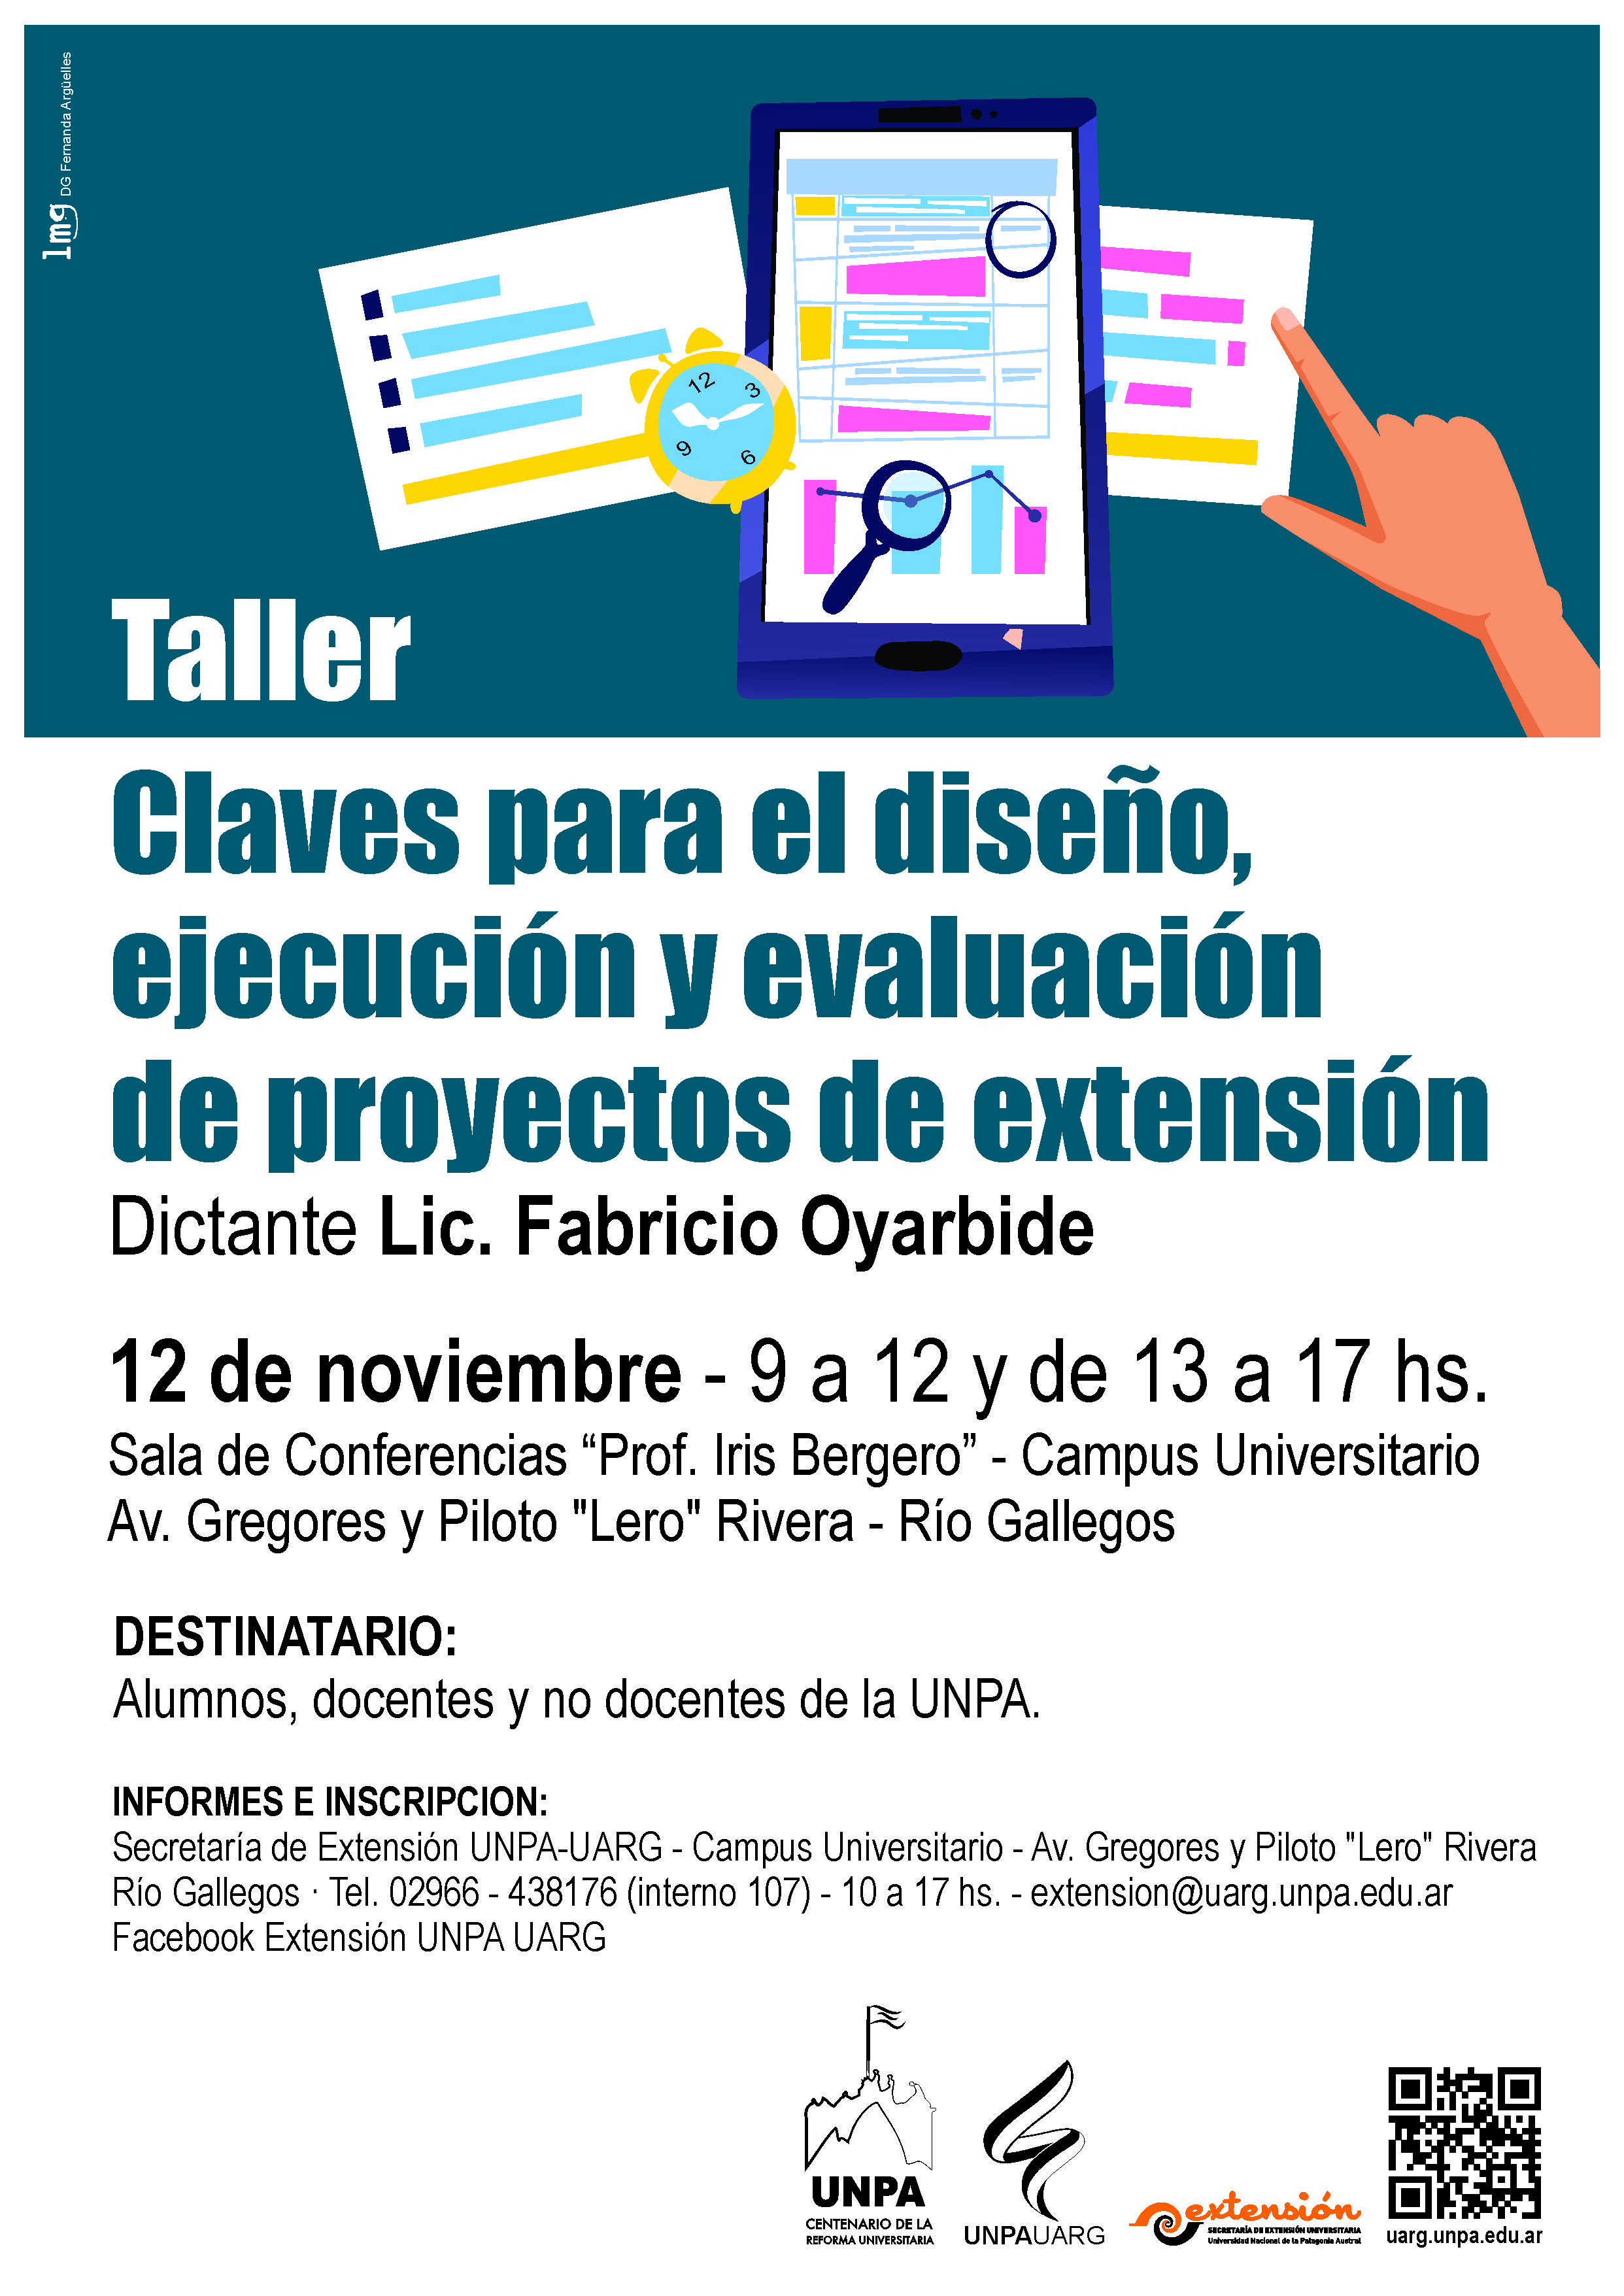 lmg DG Fernanda Argüelles
12
3
6
9
Taller
Claves para el diseño,
ejecución y evaluación
de proyectos de extensión
Dictante Lic. Fabricio Oyarbide
12 de noviembre - 9 a 12 y de 13 a 17 hs.
Sala de Conferencias “Prof. Iris Bergero” - Campus Universitario
Av. Gregores y Piloto "Lero" Rivera - Río Gallegos
DESTINATARIO:
Alumnos, docentes y no docentes de la UNPA.
INFORMES E INSCRIPCION:
Secretaría de Extensión UNPA-UARG - Campus Universitario - Av. Gregores y Piloto "Lero" Rivera
Río Gallegos · Tel. 02966 - 438176 (interno 107) - 10 a 17 hs. - extension@uarg.unpa.edu.ar
Facebook Extensión UNPA UARG
UNPA
CENTENARIO DE LA
REFORMA UNIVERSITARIA
UNPAUARG
extensión
SECRETARÍA DE EXTENSIÓN UNIVERSITARIA
Universidad Nacional de la Patagonia Austral
uarg.unpa.edu.ar